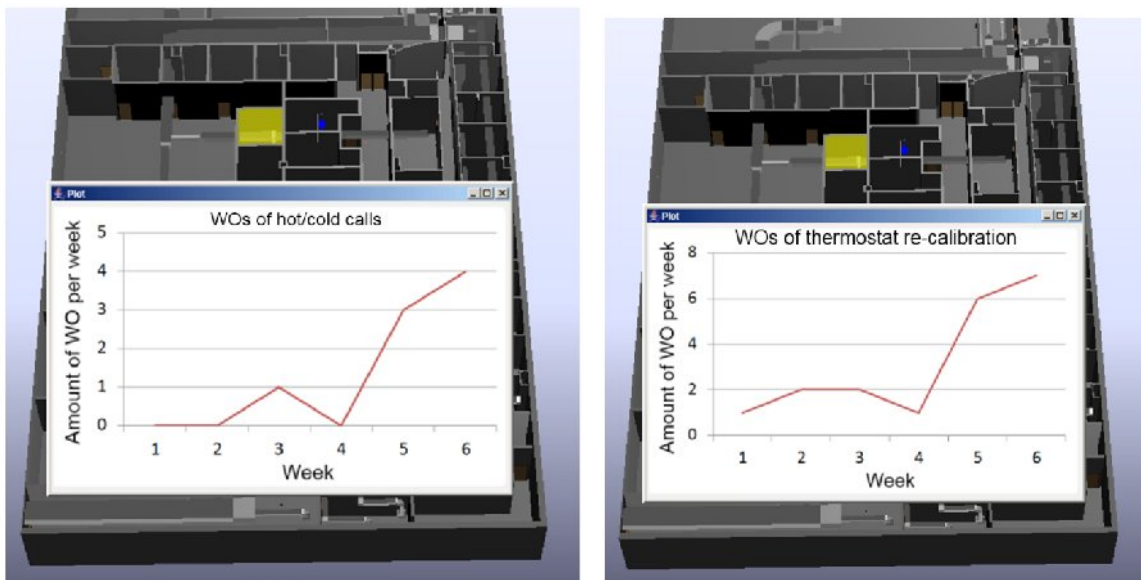 Plot
WOs of hot/cold calls
Amount of WO per week
5
4
3
2
1
0
1 2 3 4 5 6
Week
Plot
WOs of thermostat re-calibration
Amount of WO per week
8
6
4
2
0
1 2 3 4 5 6
Week